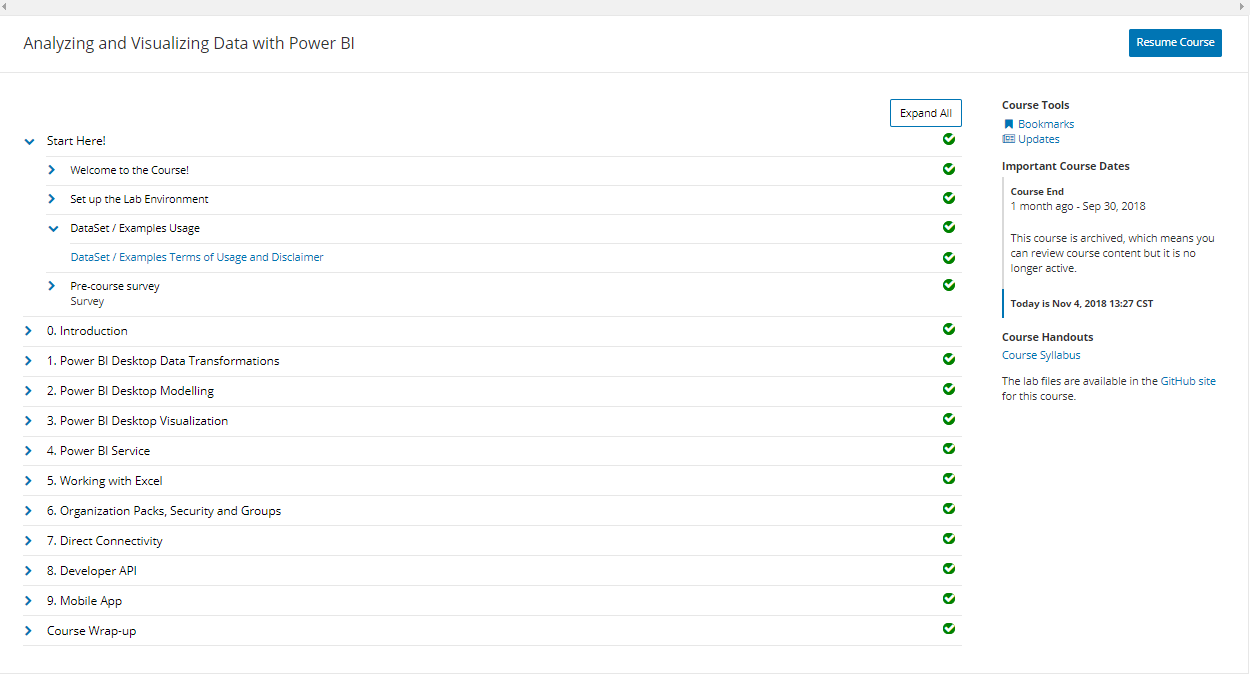 Analyzing and Visualizing Data with Power BI
Resume Course
Expand All
Start Here!
Welcome to the Course!
Set up the Lab Environment
DataSet / Examples Usage
DataSet / Examples Terms of Usage and Disclaimer
Pre-course survey
Survey
0. Introduction
1. Power BI Desktop Data Transformations
2. Power BI Desktop Modelling
3. Power BI Desktop Visualization
4. Power BI Service
5. Working with Excel
6. Organization Packs, Security and Groups
7. Direct Connectivity
8. Developer API
9. Mobile App
Course Wrap-up
Course Tools
Bookmarks
Updates
Important Course Dates
Course End
1 month ago - Sep 30, 2018
This course is archived, which means you
can review course content but it is no
longer active.
Today is Nov 4, 2018 13:27 CST
Course Handouts
Course Syllabus
The lab files are available in the GitHub site
for this course.